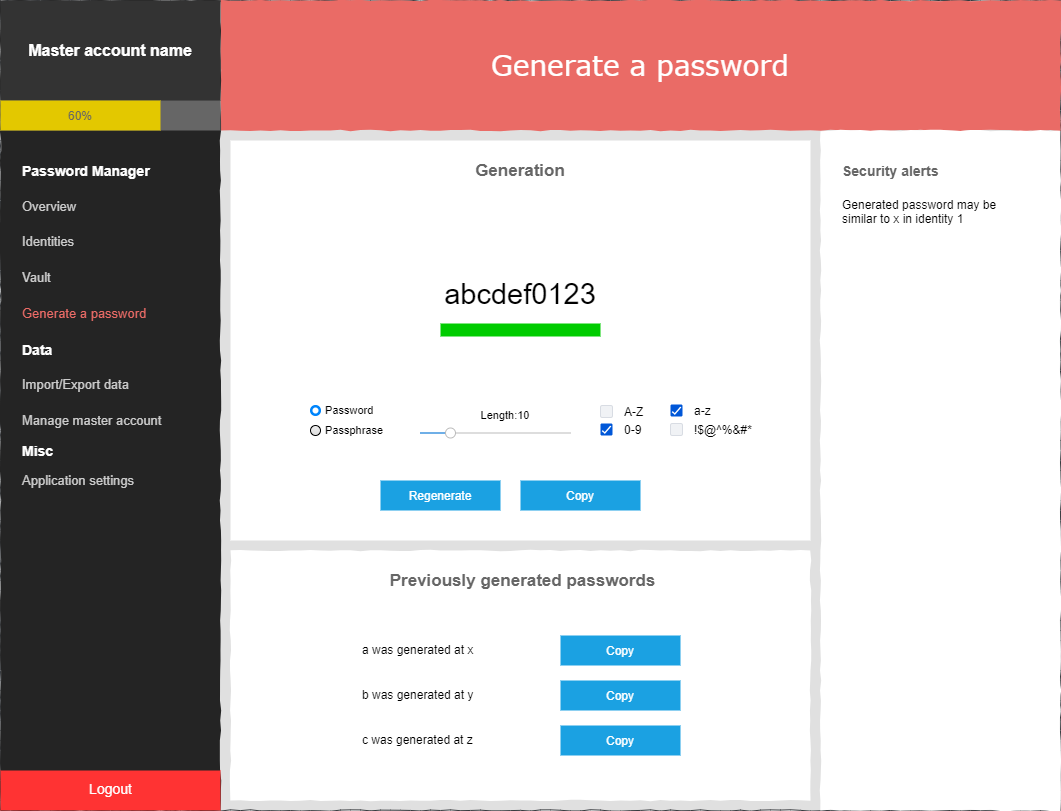 Master account name
60%
Generate a password
Password Manager
Overview
Identities
Vault
Generate a password
Data
Import/Export data
Manage master account
Misc
Application settings
Logout
Generation
abcdef0123
Password
Passphrase
Length:10
A-Z
a-z
0-9
!$@^%&#*
Regenerate
Copy
Previously generated passwords
a was generated at x
Copy
b was generated at y
Copy
c was generated at z
Copy
Security alerts
Generated password may be
similar to x in identity 1